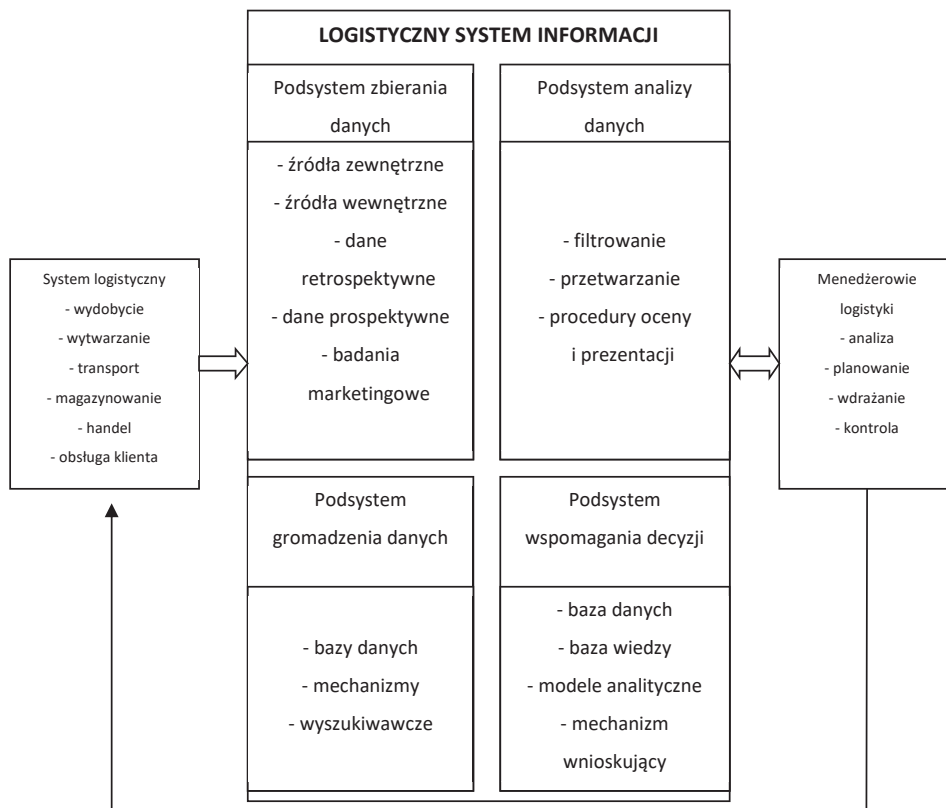 LOGISTYCZNY SYSTEM INFORMACJI
Podsystem zbierania
danych
- źródła zewnętrzne
- źródła wewnętrzne
- dane
retrospektywne
- dane prospektywne
- badania
marketingowe
Podsystem analizy
danych
- filtrowanie
- przetwarzanie
- procedury oceny
i prezentacji
System logistyczny
- wydobycie
- wytwarzanie
- transport
- magazynowanie
- handel
- obsługa klienta
Menedżerowie
logistyki
- analiza
- planowanie
- wdrażanie
- kontrola
Podsystem
gromadzenia danych
- bazy danych
- mechanizmy
- wyszukiwawcze
Podsystem
wspomagania decyzji
- baza danych
- baza wiedzy
- modele analityczne
- mechanizm
wnioskujący